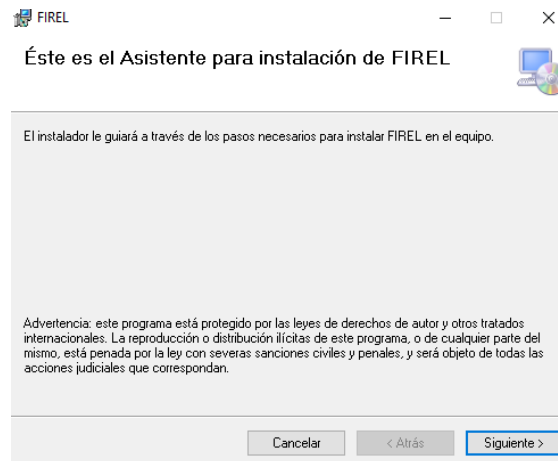 FIREL
Éste es el Asistente para instalación de FIREL
El instalador le guiará a través de los pasos necesarios para instalar FIREL en el equipo.
Advertencia: este programa está protegido por las leyes de derechos de autor y otros tratados
internacionales. La reproducción o distribución ilícitas de este programa, o de cualquier parte del
mismo, está penada por la ley con severas sanciones civiles y penales, y será objeto de todas las
acciones judiciales que correspondan.
Cancelar < Atrás Siguiente >